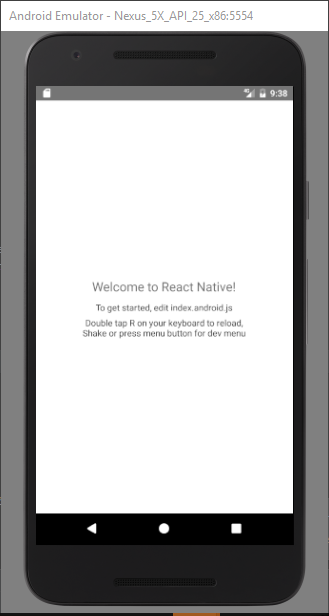 Android Emulator - Nexus_5X_API_25_x86:5554
4G 9:38
Welcome to React Native!
To get started, edit index.android.js
Double tap R on your keyboard to reload,
Shake or press menu button for dev menu